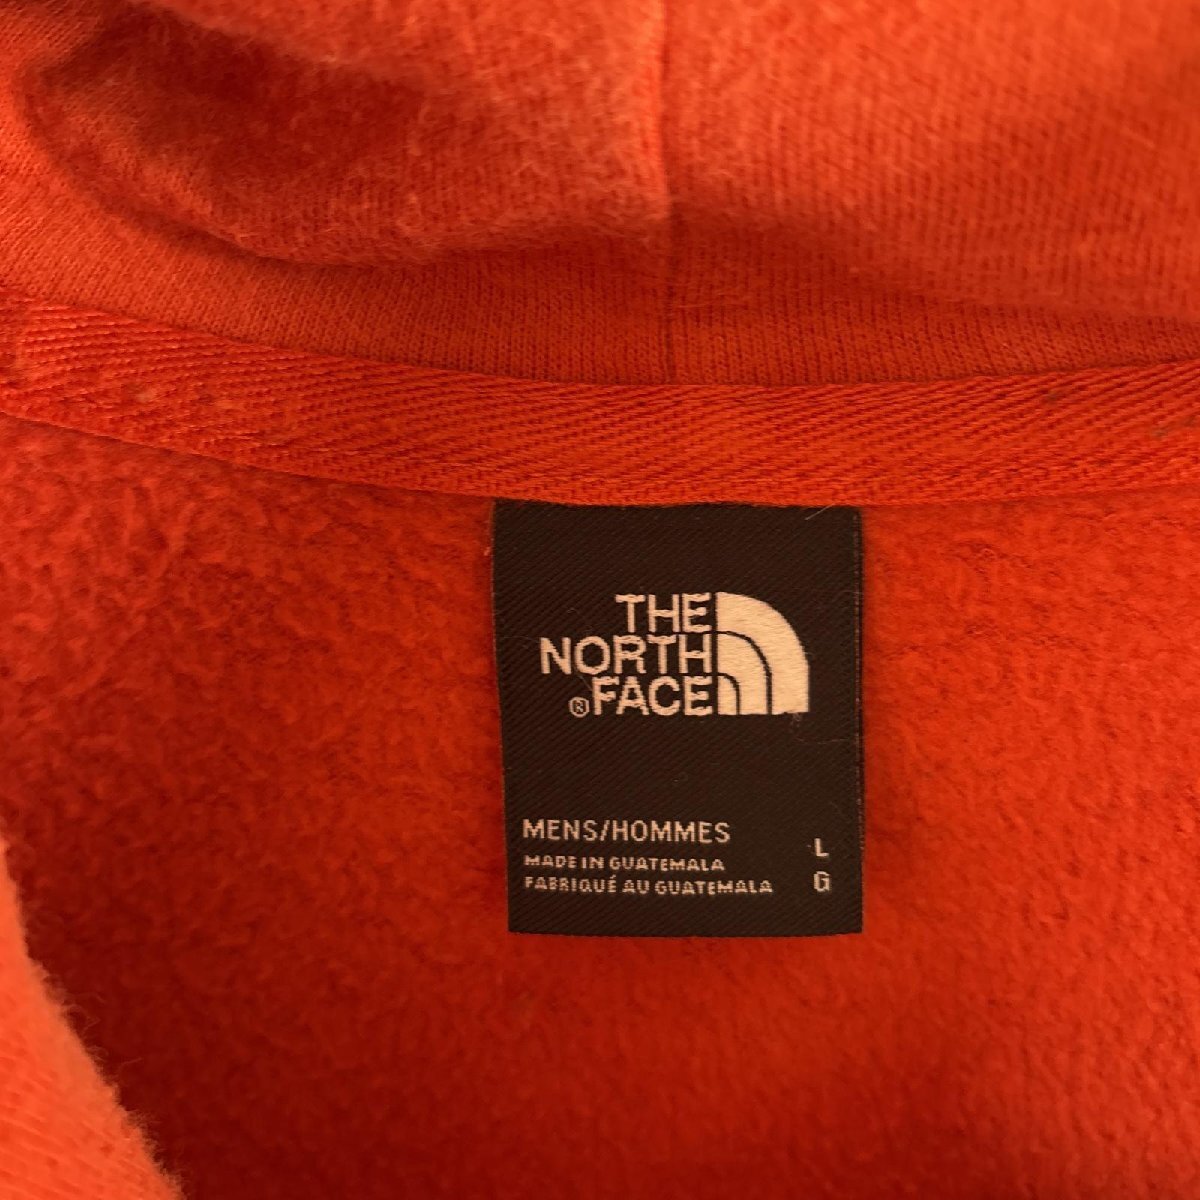 THE
NORTH
®FACE
MENS/HOMMES
MADE IN GUATEMALA
FABRIQUÉ AU GUATEMALA
L
G